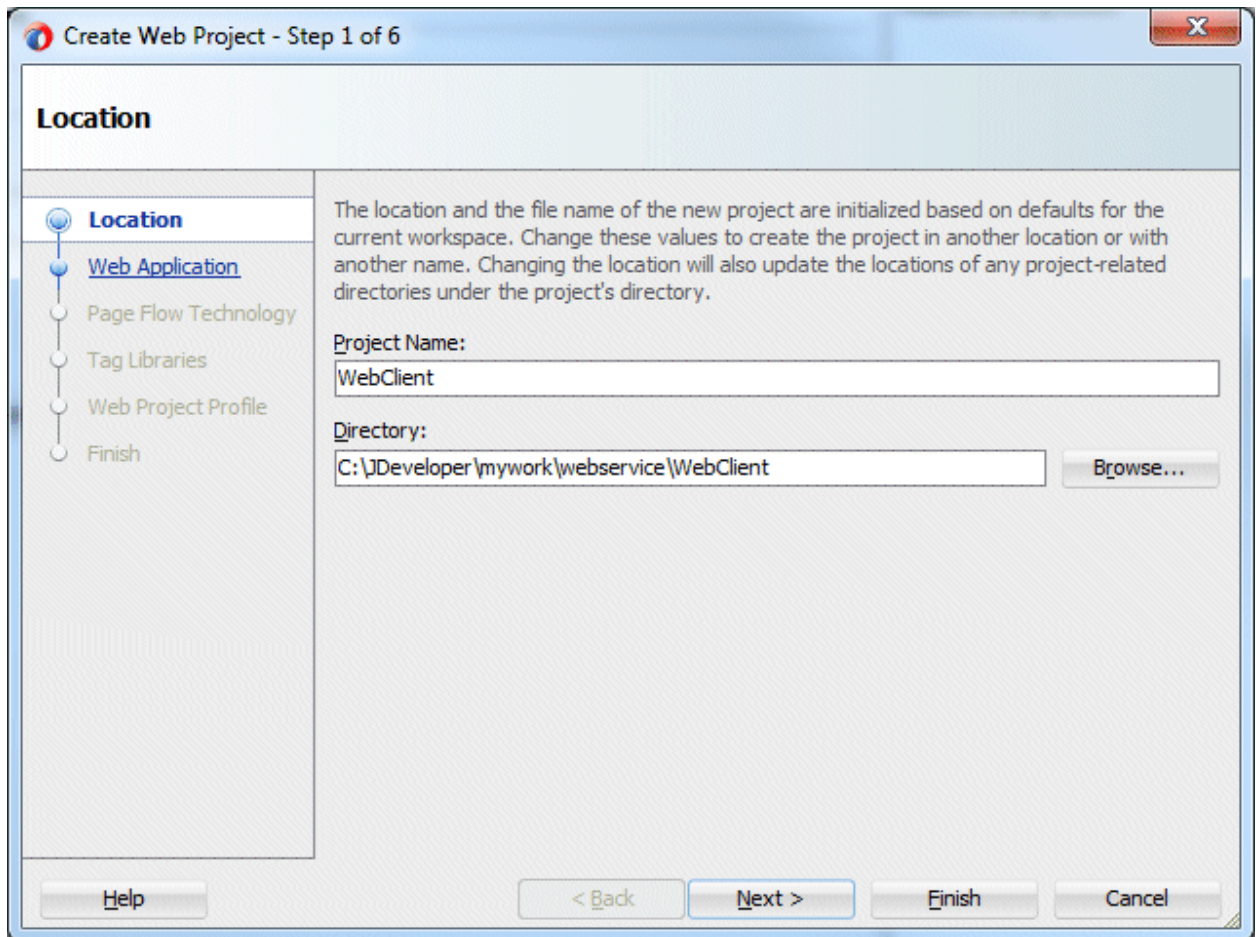 Create Web Project - Step 1 of 6
Location
Location
Web Application
Page Flow Technology
Tag Libraries
Web Project Profile
Finish
The location and the file name of the new project are initialized based on defaults for the
current workspace. Change these values to create the project in another location or with
another name. Changing the location will also update the locations of any project-related
directories under the project's directory.
Project Name:
WebClient
Directory:
C:\JDeveloper\mywork\webservice\WebClient
Browse...
Help
< Back
Next >
Finish
Cancel